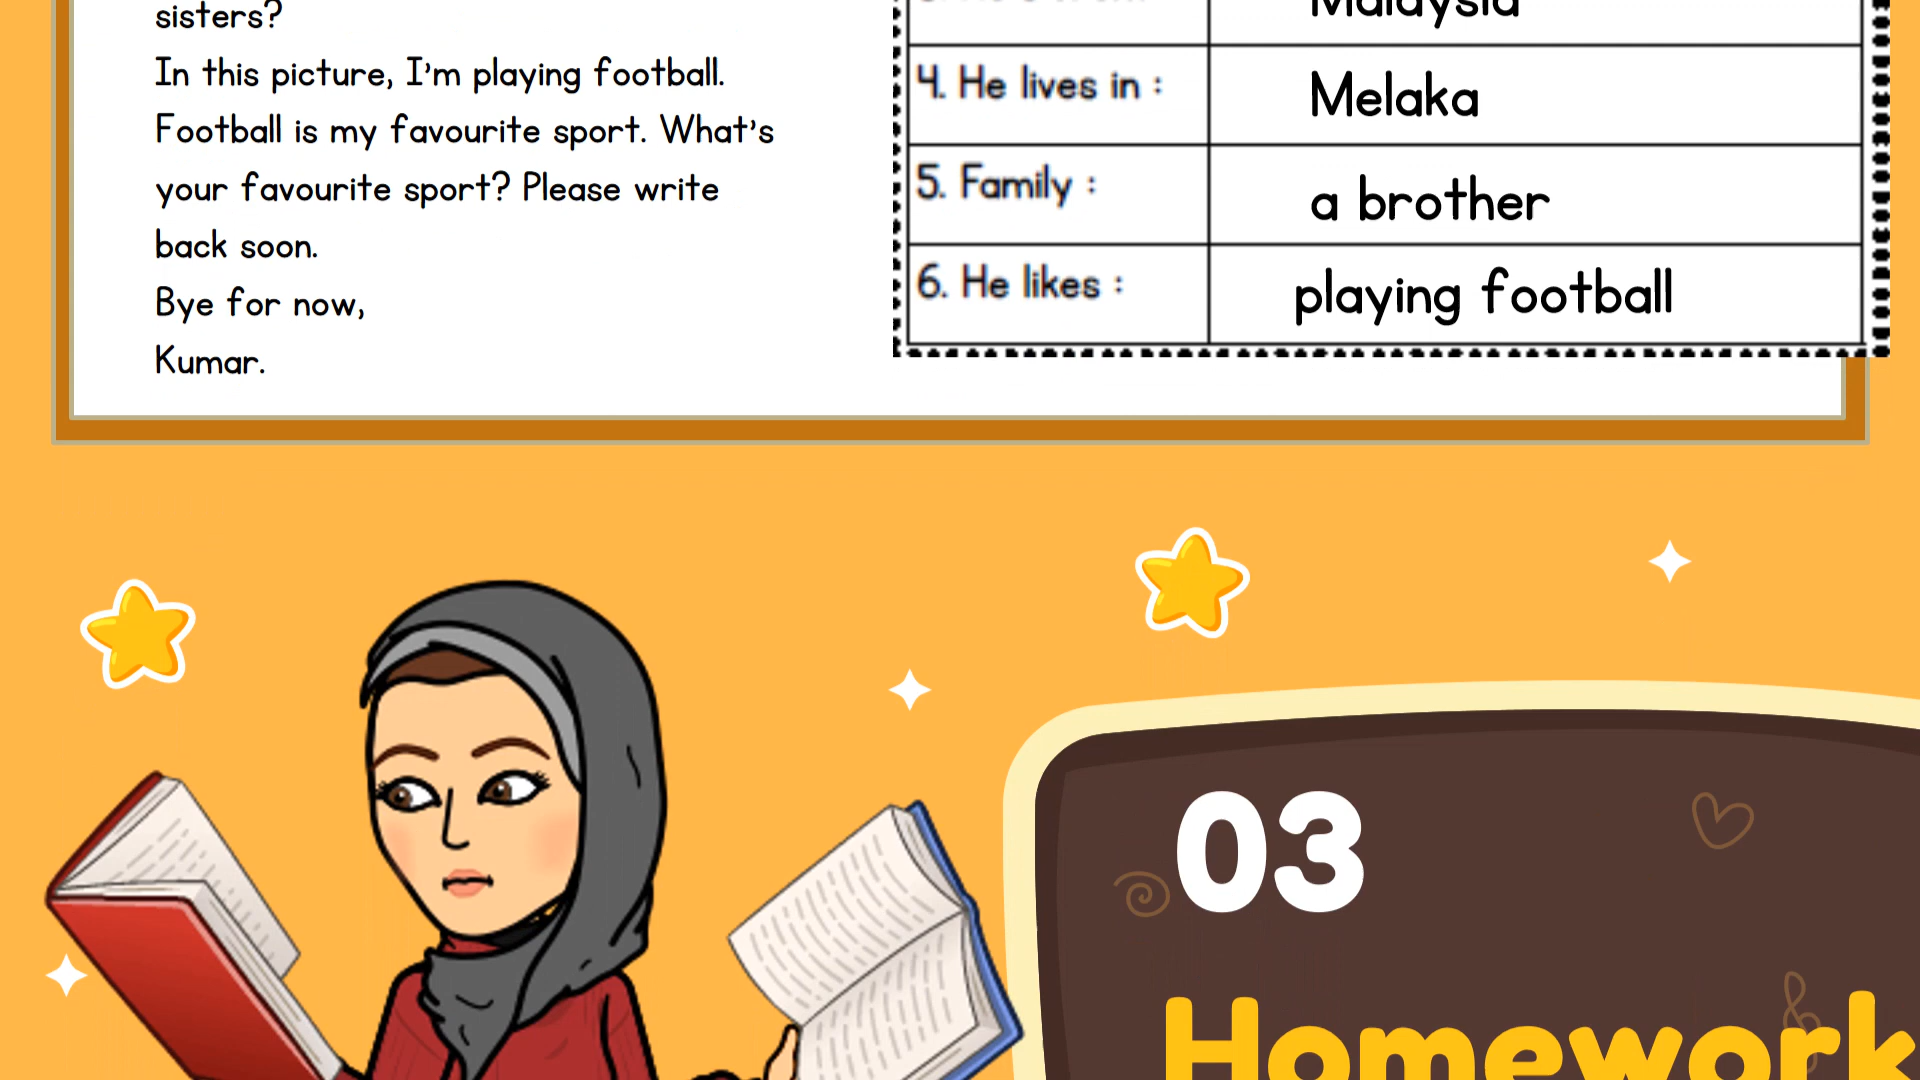 sisters?
In this picture, I'm playing football.
Football is my favourite sport. What's
your favourite sport? Please write
back soon.
Bye for now,
Kumar.
Malaysia
4. He lives in :
Melaka
5. Family :
a brother
6. He likes :
playing football
03
Homework